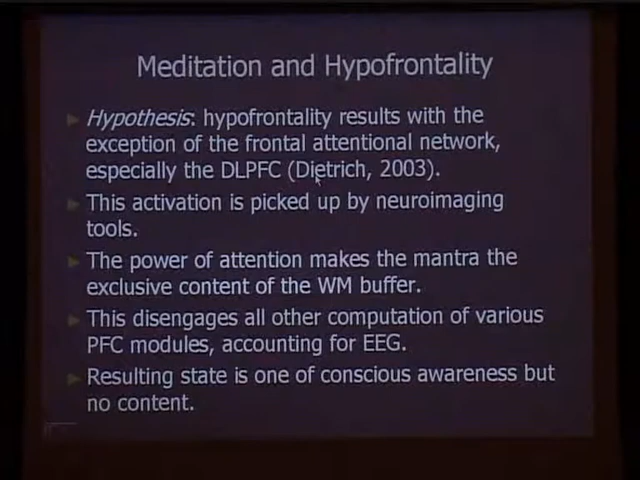 Meditation and Hypofrontality
Hypothesis: hypofrontality results with the
exception of the frontal attentional network,
especially the DLPFC (Dietrich, 2003).
This activation is picked up by neuroimaging
tools.
The power of attention makes the mantra the
exclusive content of the WM buffer.
This disengages all other computation of various
PFC modules, accounting for EEG.
Resulting state is one of conscious awareness but
no content.